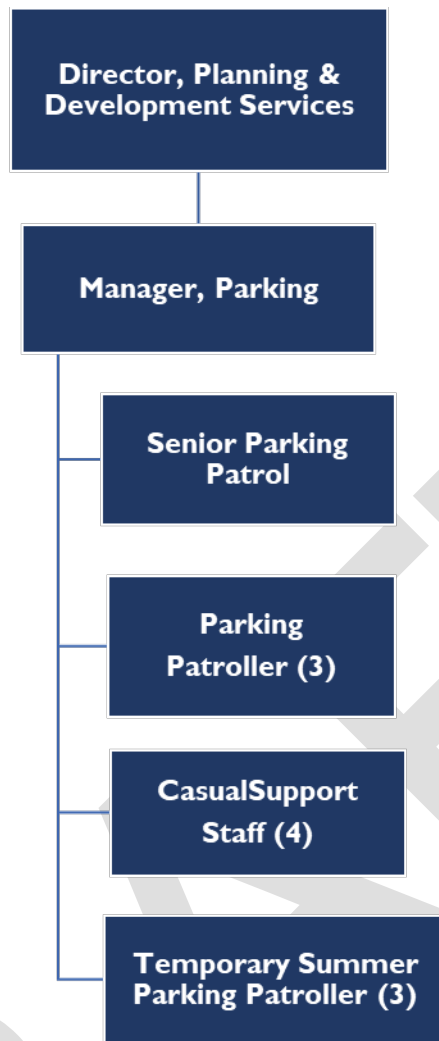 Director, Planning &
Development Services
Manager, Parking
Senior Parking
Patrol
Parking
Patroller (3)
CasualSupport
Staff (4)
Temporary Summer
Parking Patroller (3)